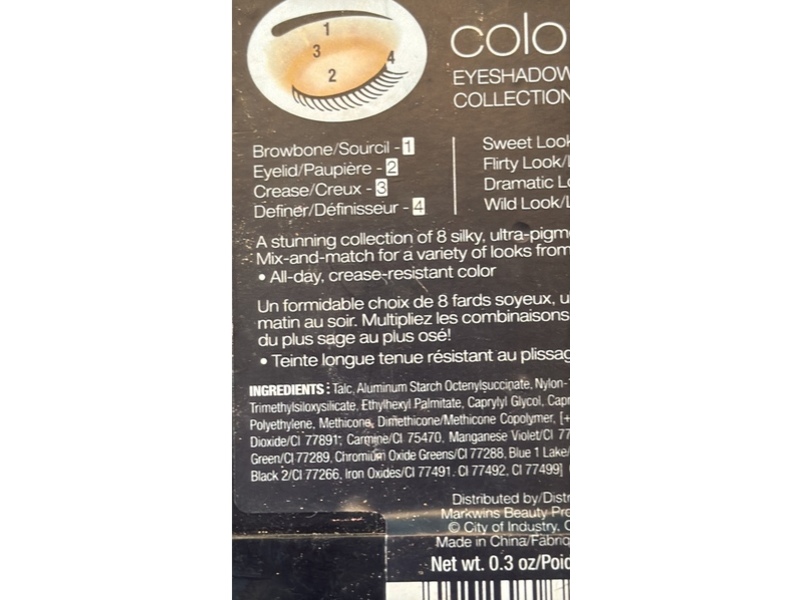 1
3
4
2
colo
EYESHADOW
COLLECTION
Browbone/Sourcil - 1
Eyelid/Paupière - 2
Crease/Creux - 3
Definer/Définisseur - 4
Sweet Look
Flirty Look/
Dramatic Lo
Wild Look/L
A stunning collection of 8 silky, ultra-pigm
Mix-and-match for a variety of looks from
• All-day, crease-resistant color
Un formidable choix de 8 fards soyeux, u
matin au soir. Multipliez les combinaisons
du plus sage au plus osé!
• Teinte longue tenue résistant au plissag
INGREDIENTS: Talc, Aluminum Starch Octenylsuccinate, Nylon-
Trimethylsiloxysilicate, Ethylhexyl Palmitate, Caprylyl Glycol, Capr
Polyethylene, Methicone, Dimethicone/Methicone Copolymer, [+
Dioxide/CI 77891, Carmine/CI 75470, Manganese Violet/CI 77
Green/CI 77289, Chromium Oxide Greens/CI 77288, Blue 1 Lake/
Black 2/CI 77266, Iron Oxides/CI 77491, CI 77492, CI 77499]
Distributed by/Distr
Markwins Beauty Pro
© City of Industry, C
Made in China/Fabriq
Net wt. 0.3 oz/Poid